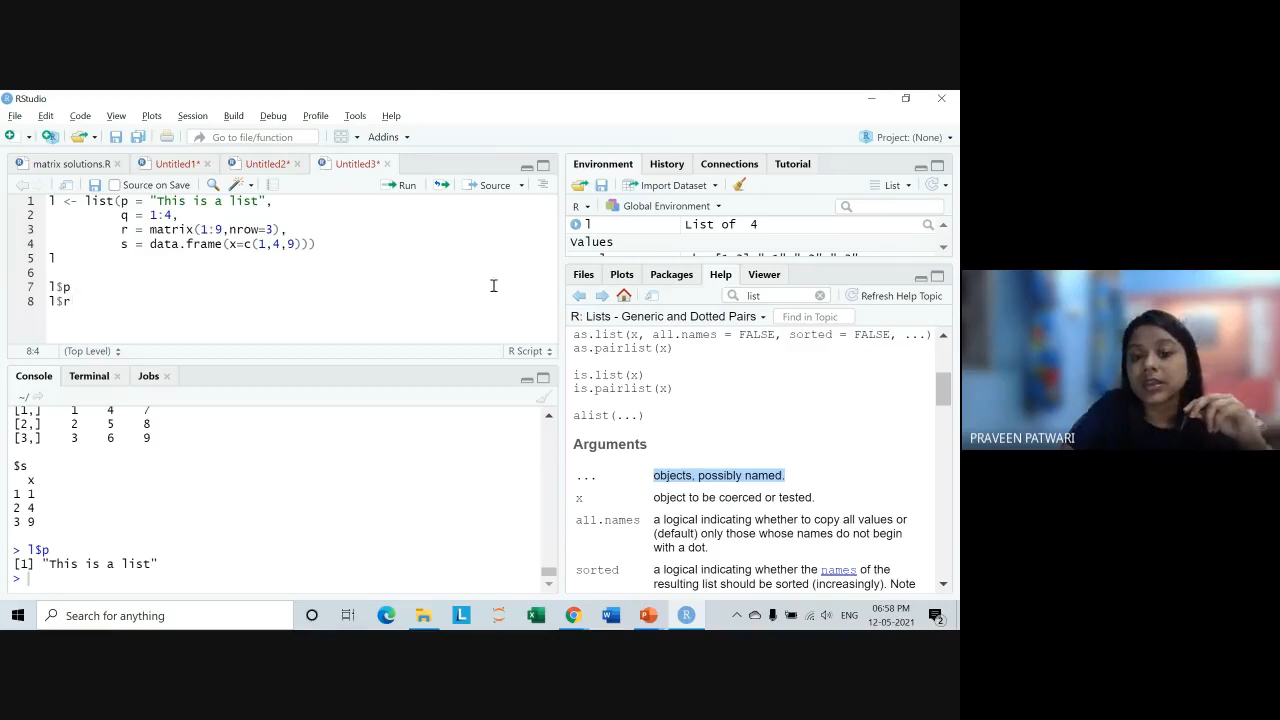 RStudio
File Edit Code View Plots Session Build Debug Profile Tools Help
Go to file/function
Addins
Project: (None)
matrix solutions.R
Untitled1*
Untitled2*
Untitled3*
Source on Save
Run
Source
1 l <- list(p = "This is a list",
2 q = 1:4,
3 r = matrix(1:9,nrow=3),
4 s = data.frame(x=c(1,4,9)))
5 l
6
7 l$p
8 l$r
8:4 (Top Level) R Script
Console Terminal Jobs
~/
[1,] 1 4 7
[2,] 2 5 8
[3,] 3 6 9
$s
x
1 1
2 4
3 9
> l$p
[1] "This is a list"
>
Environment History Connections Tutorial
Import Dataset
List
R
Global Environment
l List of 4
Values
Files Plots Packages Help Viewer
list
Refresh Help Topic
R: Lists - Generic and Dotted Pairs
Find in Topic
as.list(x, all.names = FALSE, sorted = FALSE, ...)
as.pairlist(x)
is.list(x)
is.pairlist(x)
alist(...)
Arguments
... objects, possibly named.
x object to be coerced or tested.
all.names a logical indicating whether to copy all values or
(default) only those whose names do not begin
with a dot.
sorted a logical indicating whether the names of the
resulting list should be sorted (increasingly). Note
PRAVEEN PATWARI
Search for anything
ENG
06:58 PM
12-05-2021
2